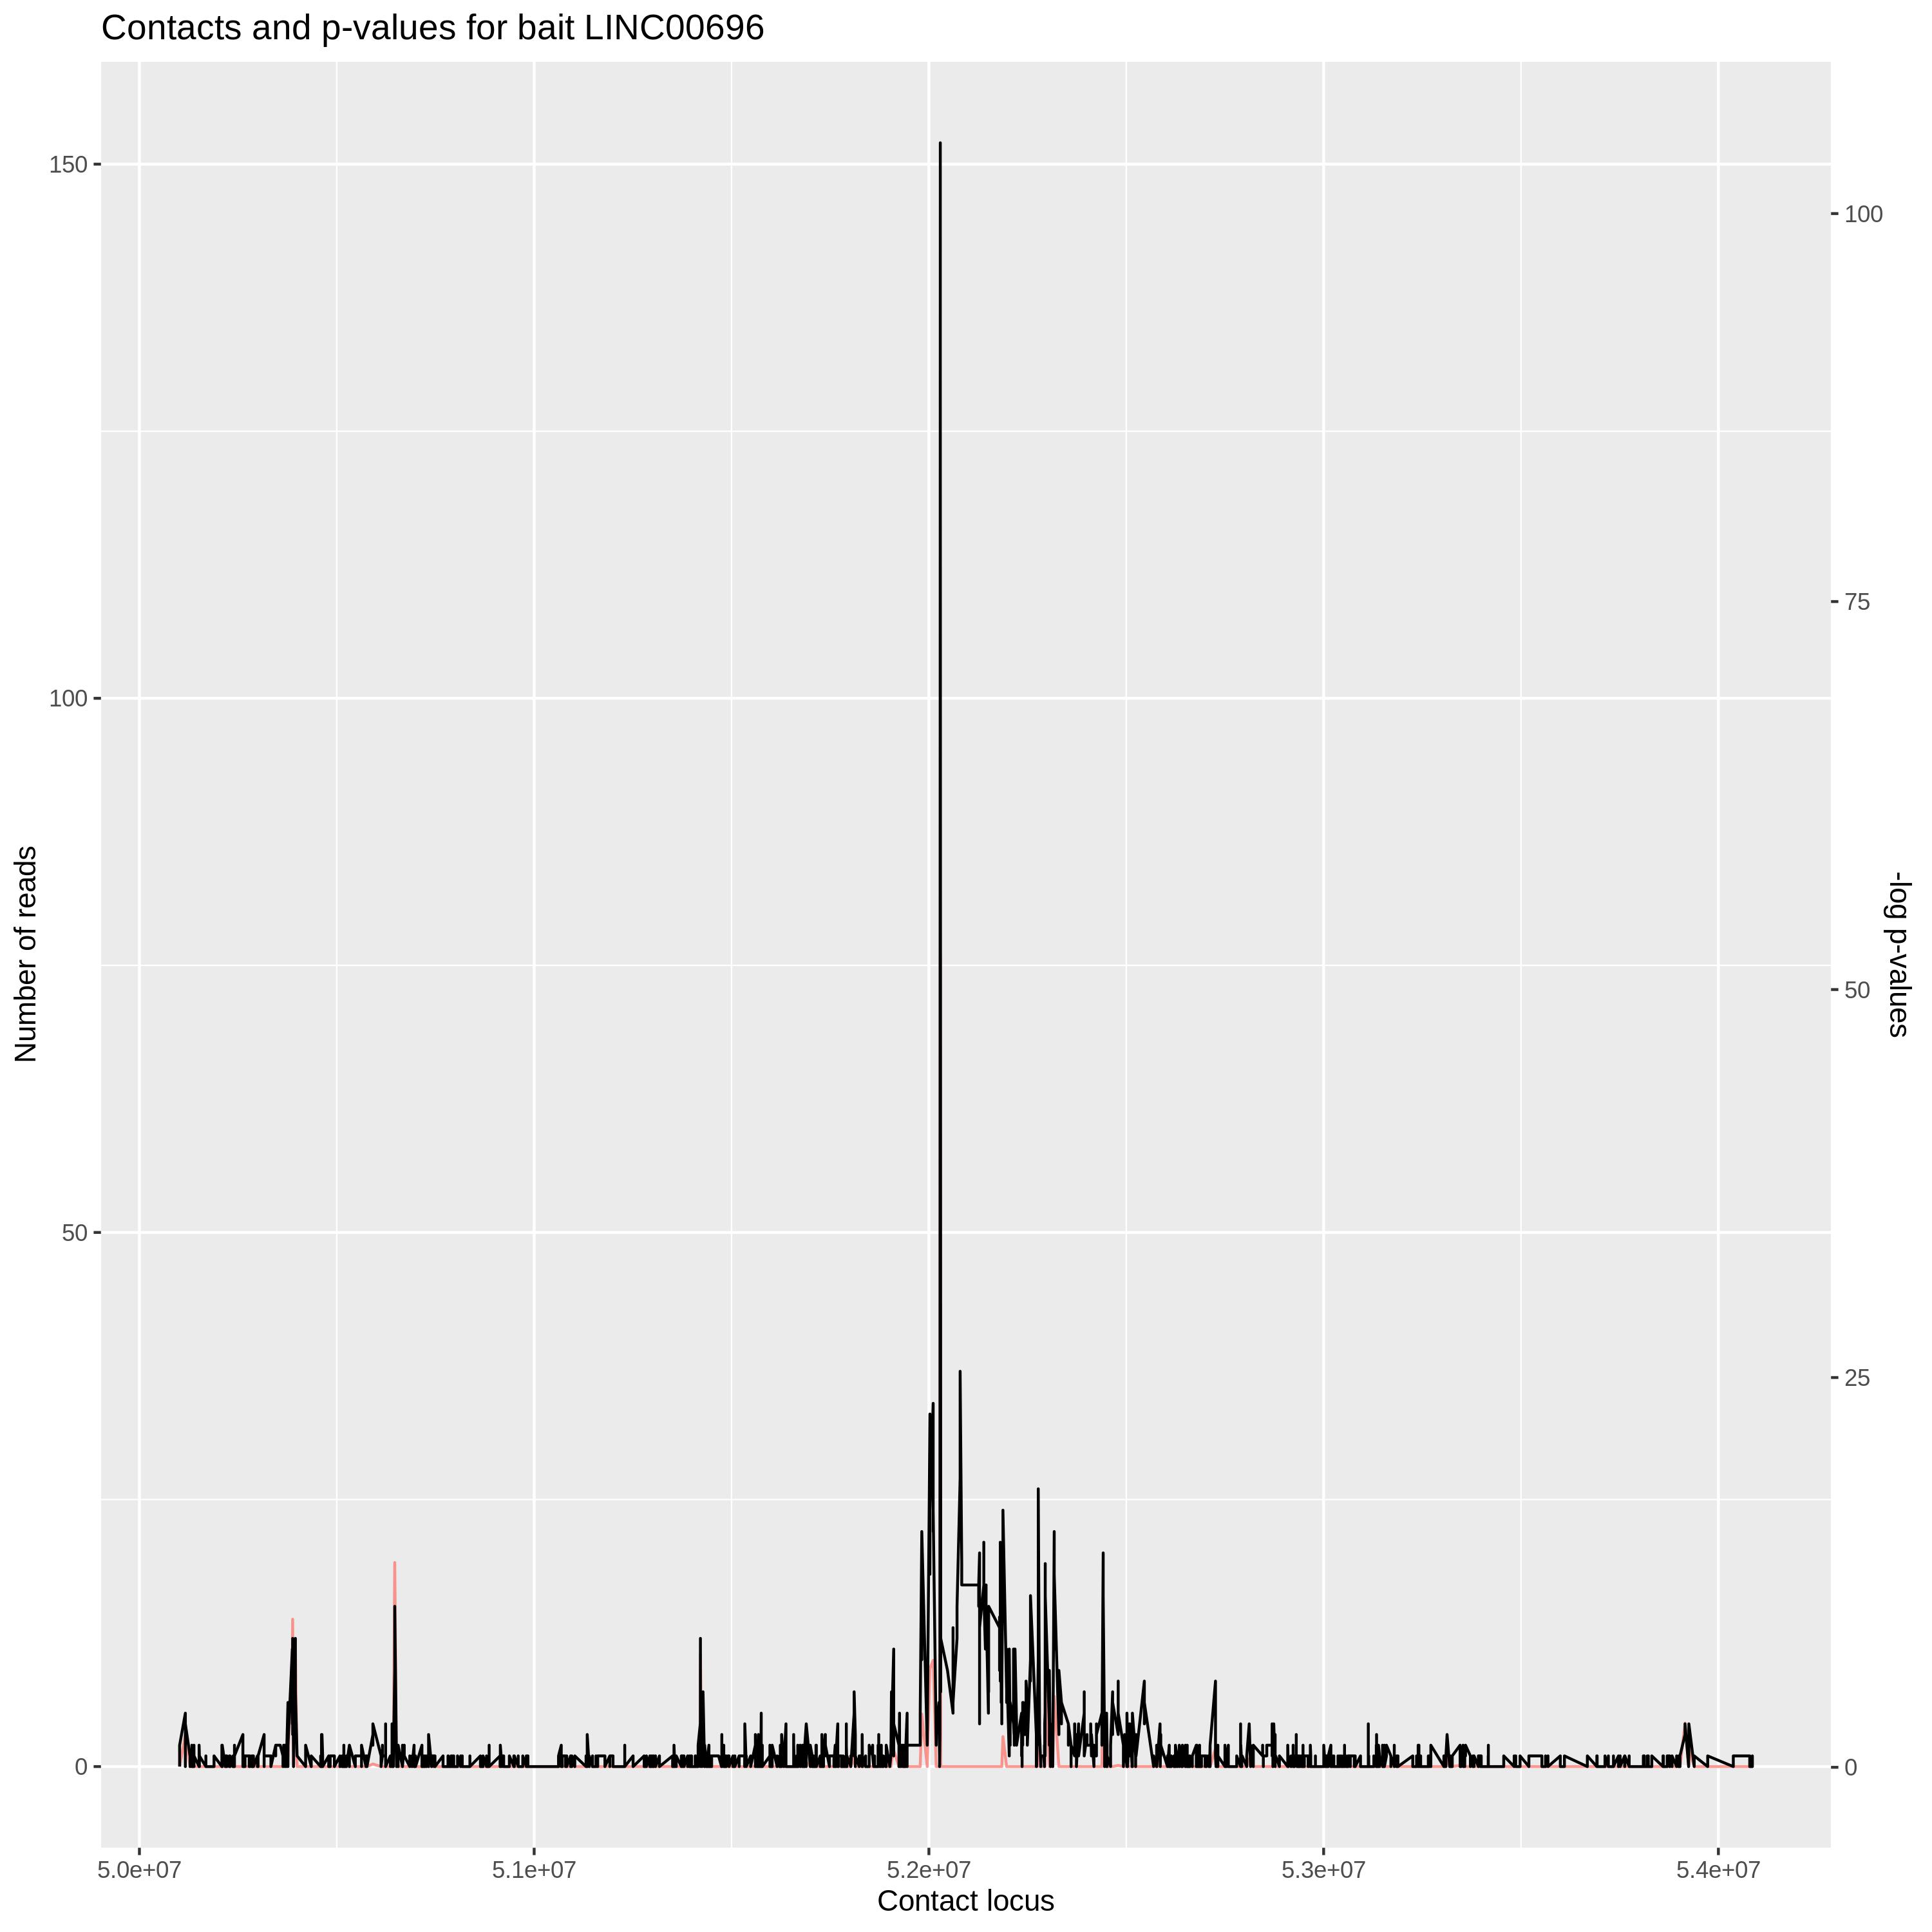 Contacts and p-values for bait LINC00696
150
100
50
0
Number of reads
100
75
50
25
0
-log p-values
5.0e+07 5.1e+07 5.2e+07 5.3e+07 5.4e+07
Contact locus